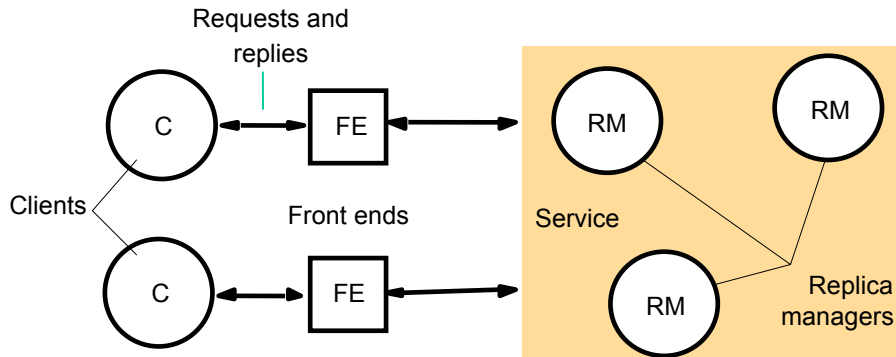 Requests and
replies
C
FE
RM
RM
Clients
Front ends
Service
C
FE
RM
Replica
managers